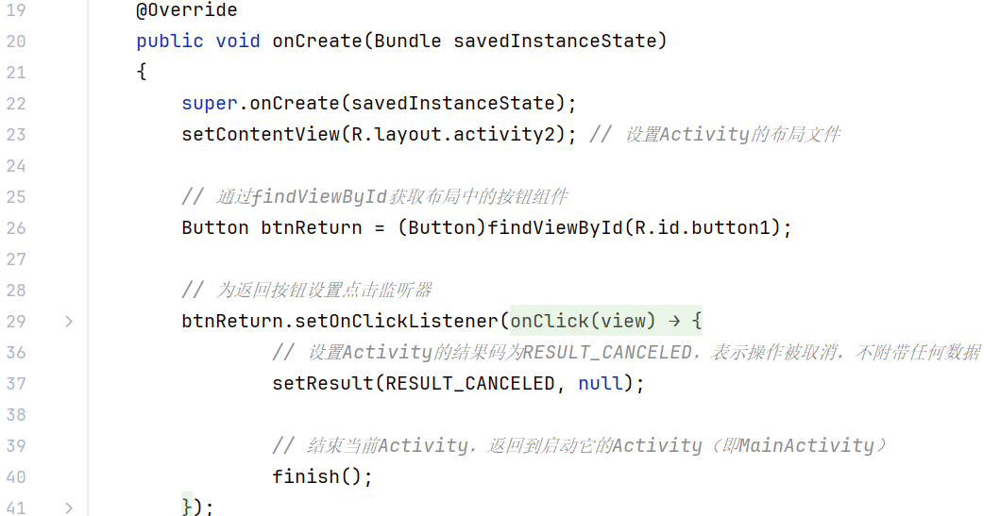 19 @Override
20 public void onCreate(Bundle savedInstanceState)
21 {
22 super.onCreate(savedInstanceState);
23 setContentView(R.layout.activity2); // 设置Activity的布局文件
24
25 // 通过findViewById获取布局中的按钮组件
26 Button btnReturn = (Button)findViewById(R.id.button1);
27
28 // 为返回按钮设置点击监听器
29 btnReturn.setOnClickListener(onClick(view) → {
36 // 设置Activity的结果码为RESULT_CANCELED，表示操作被取消，不附带任何数据
37 setResult(RESULT_CANCELED, null);
38
39 // 结束当前Activity，返回到启动它的Activity（即MainActivity）
40 finish();
41 });